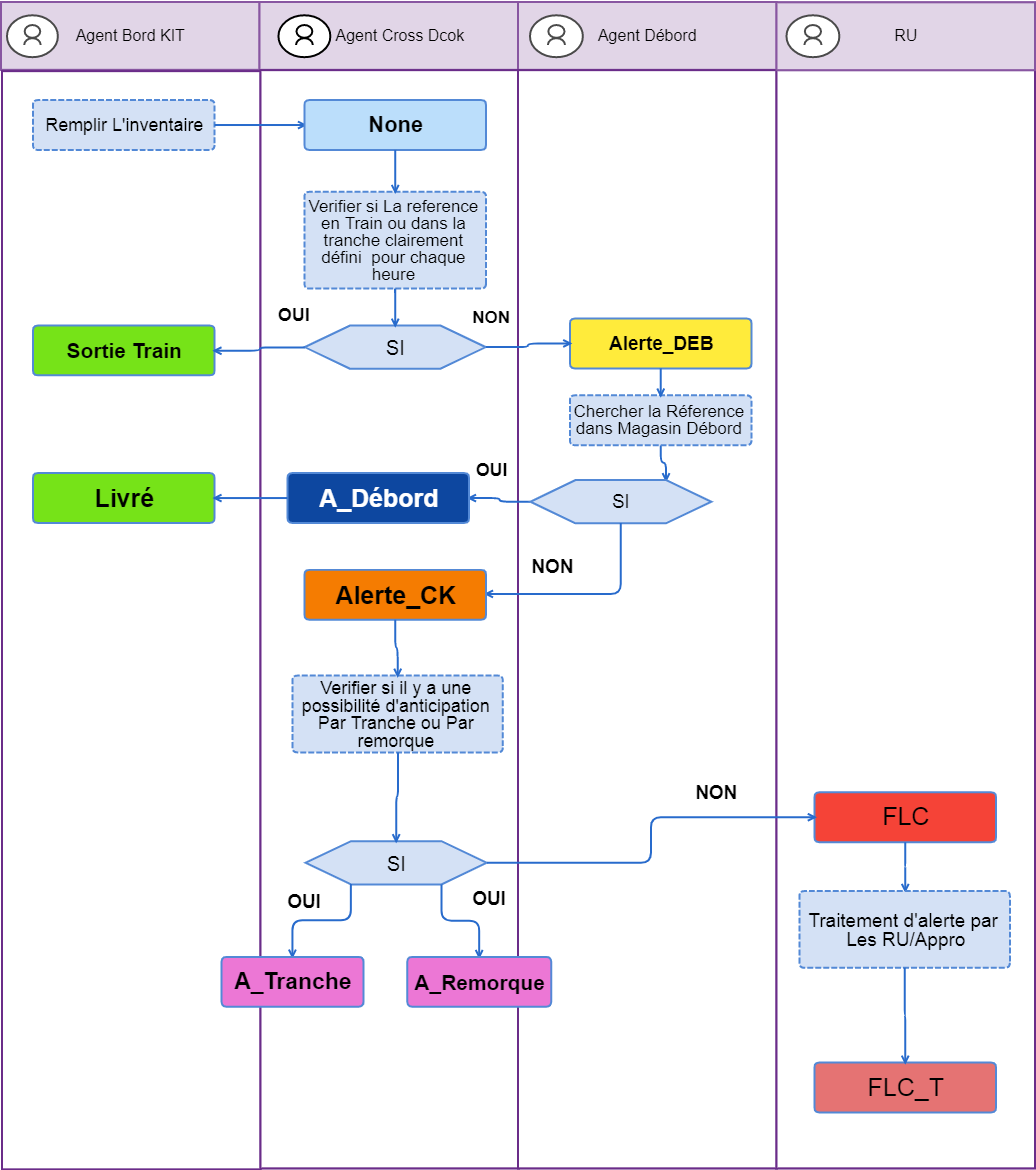 Agent Bord KIT
Agent Cross Dcok
Agent Débord
RU
Remplir L'inventaire
None
Verifier si La reference
en Train ou dans la
tranche clairement
défini pour chaque
heure
OUI
NON
SI
Sortie Train
Alerte_DEB
Chercher la Réference
dans Magasin Débord
OUI
Livré
A_Débord
SI
NON
Alerte_CK
Verifier si il y a une
possibilité d'anticipation
Par Tranche ou Par
remorque
NON
FLC
SI
OUI
OUI
Traitement d'alerte par
Les RU/Appro
A_Tranche
A_Remorque
FLC_T